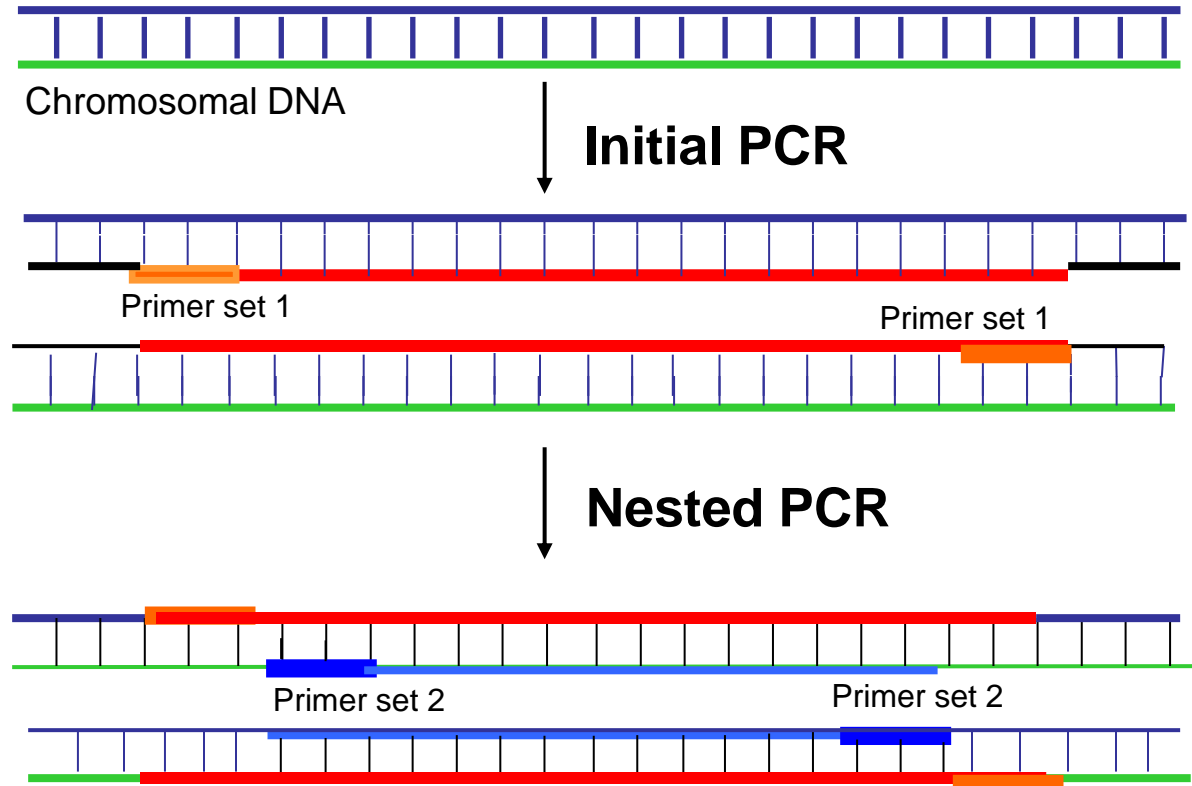 Chromosomal DNA
Initial PCR
Primer set 1
Primer set 1
Nested PCR
Primer set 2
Primer set 2